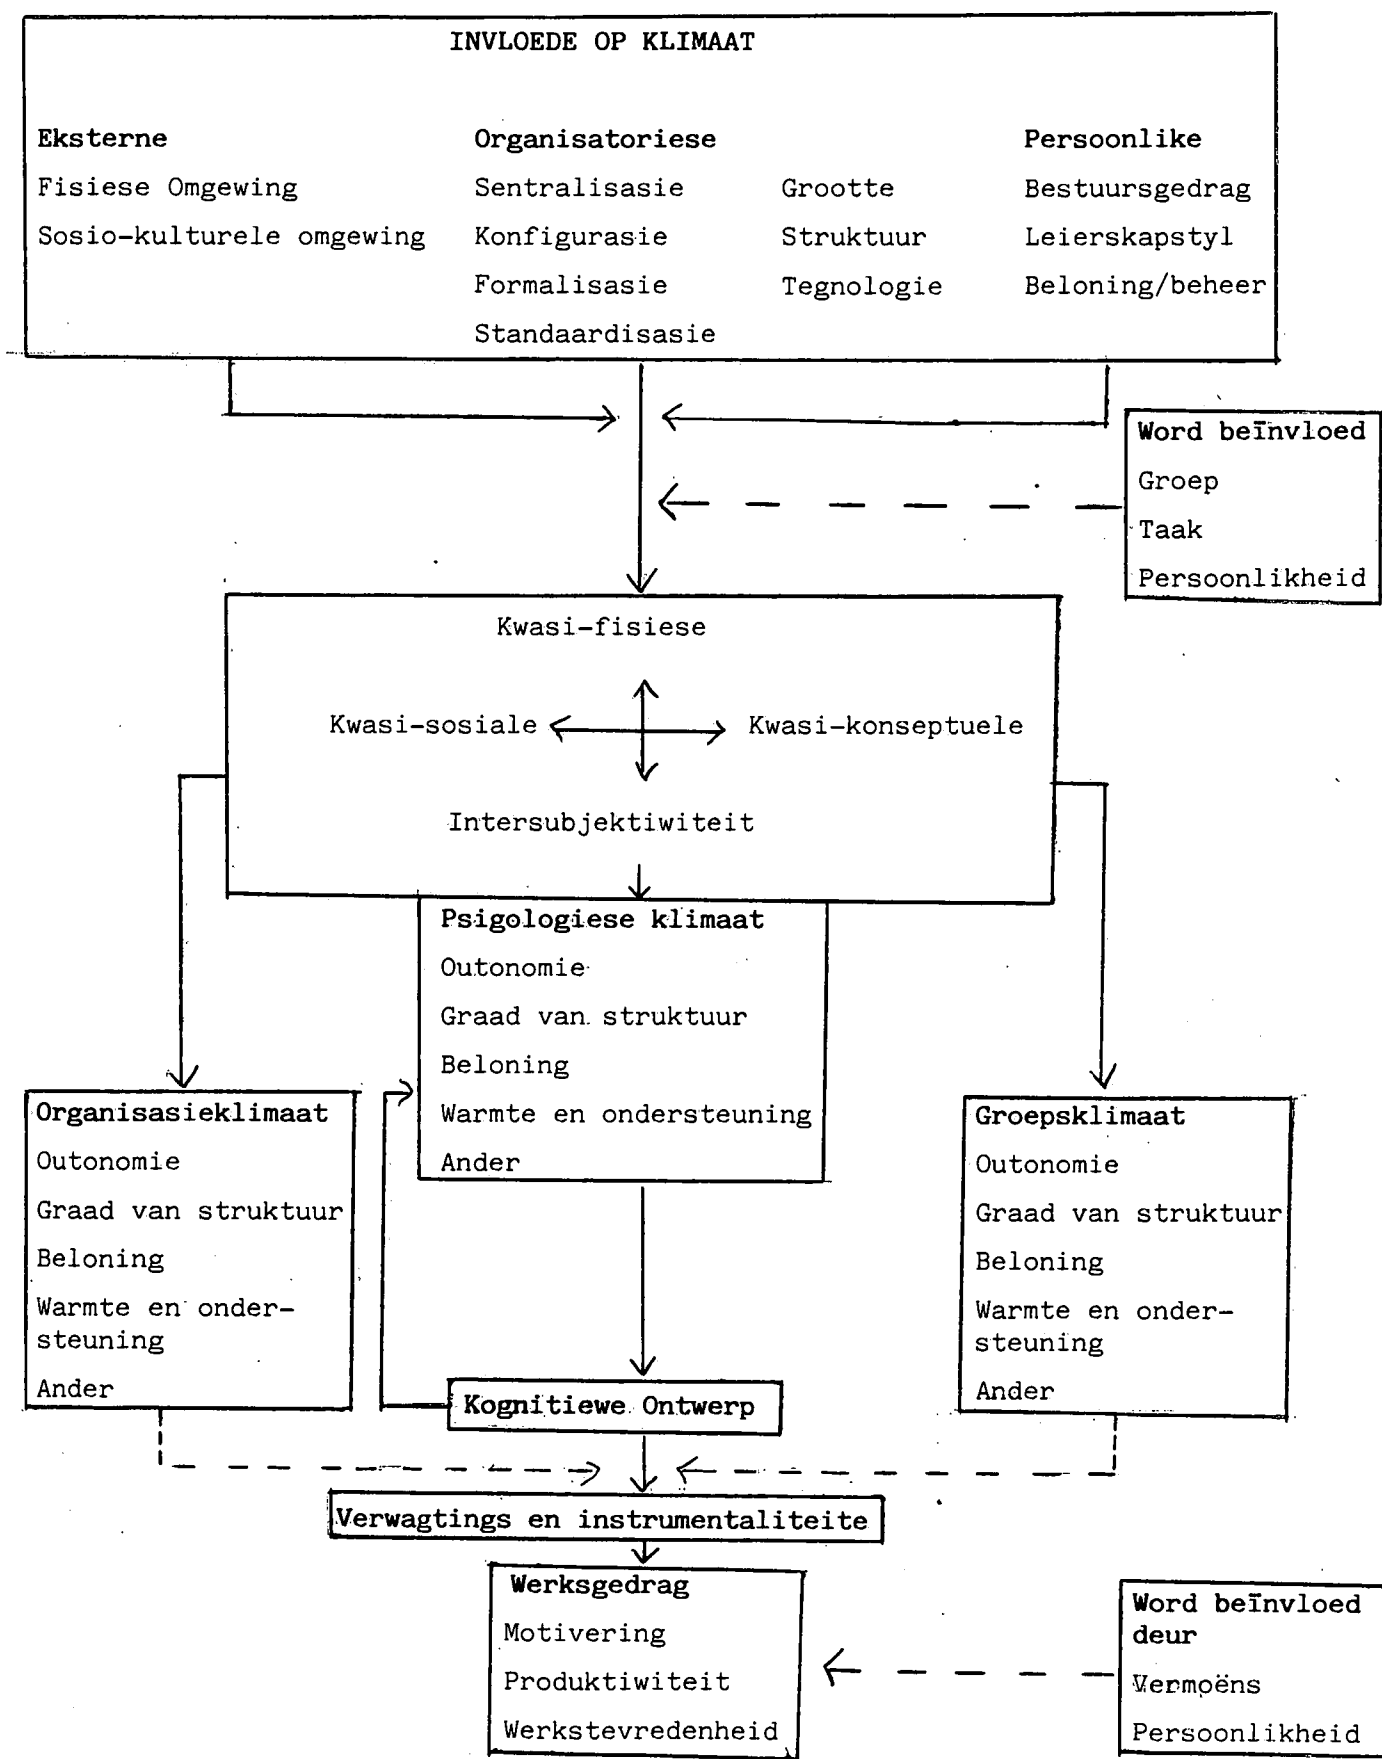 INVLOEDE OP KLIMAAT
Eksterne
Fisiese Omgewing
Sosio-kulturele omgewing
Organisatoriese
Sentralisasie
Konfigurasie
Formalisasie
Standaardisasie
Grootte
Struktuur
Tegnologie
Persoonlike
Bestuursgedrag
Leierskapstyl
Beloning/beheer
Word beïnvloed
Groep
Taak
Persoonlikheid
Kwasi-fisiese
Kwasi-sosiale
Kwasi-konseptuele
Intersubjektiwiteit
Psigologiese klimaat
Outonomie
Graad van struktuur
Beloning
Warmte en ondersteuning
Ander
Organisasieklimaat
Outonomie
Graad van struktuur
Beloning
Warmte en onder-
steuning
Ander
Groepsklimaat
Outonomie
Graad van struktuur
Beloning
Warmte en onder-
steuning
Ander
Kognitiewe Ontwerp
Verwagtings en instrumentaliteite
Werksgedrag
Motivering
Produktiwiteit
Werkstevredenheid
Word beïnvloed
deur
Vermoëns
Persoonlikheid